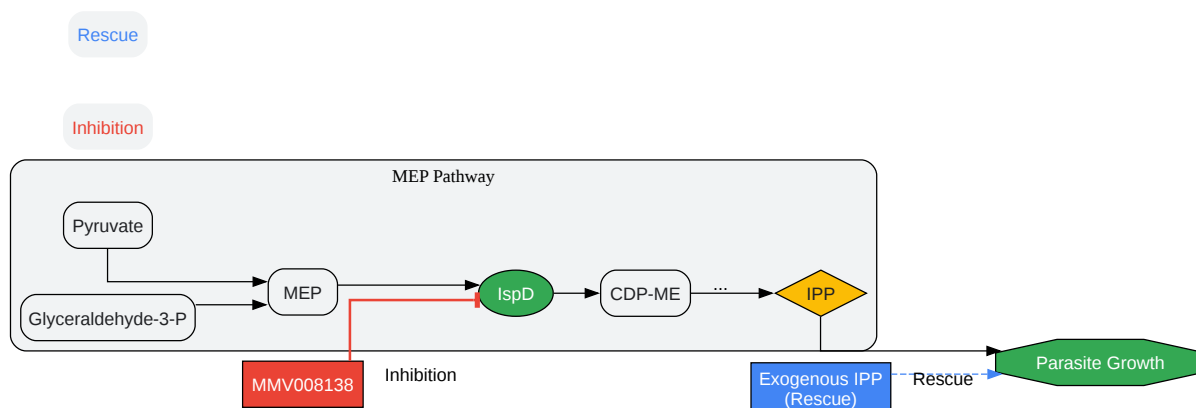 Rescue
Inhibition
MEP Pathway
Pyruvate
MEP
IspD
CDP-ME
...
IPP
Glyceraldehyde-3-P
MMV008138
Inhibition
Exogenous IPP
(Rescue)
Rescue
Parasite Growth